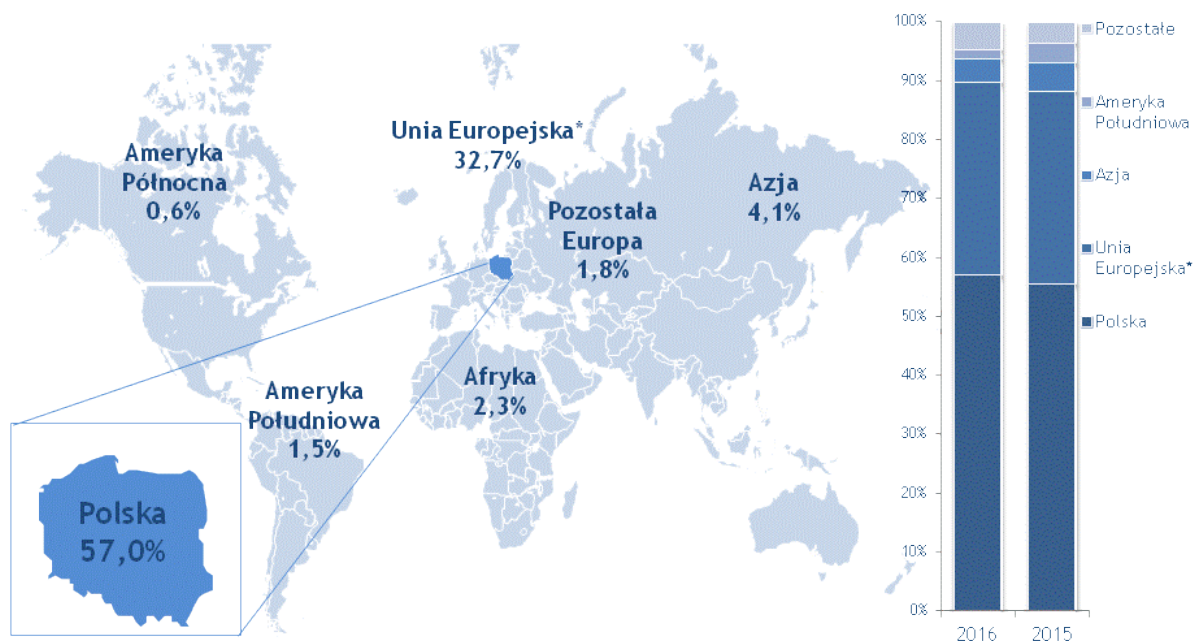 Ameryka
Północna
0,6%
Unia Europejska*
32,7%
Pozostała
Europa
1,8%
Azja
4,1%
Ameryka
Południowa
1,5%
Afryka
2,3%
Polska
57,0%
100%
90%
80%
70%
60%
50%
40%
30%
20%
10%
0%
2016
2015
Pozostałe
Ameryka
Południowa
Azja
Unia
Europejska*
Polska